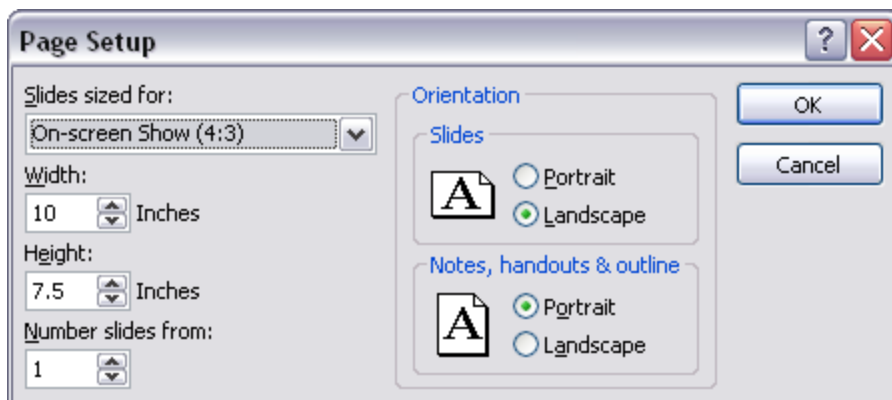 Page Setup
Slides sized for:
On-screen Show (4:3)
Width:
10 Inches
Height:
7.5 Inches
Number slides from:
1
Orientation
Slides
A
Portrait
Landscape
Notes, handouts & outline
A
Portrait
Landscape
?
OK
Cancel